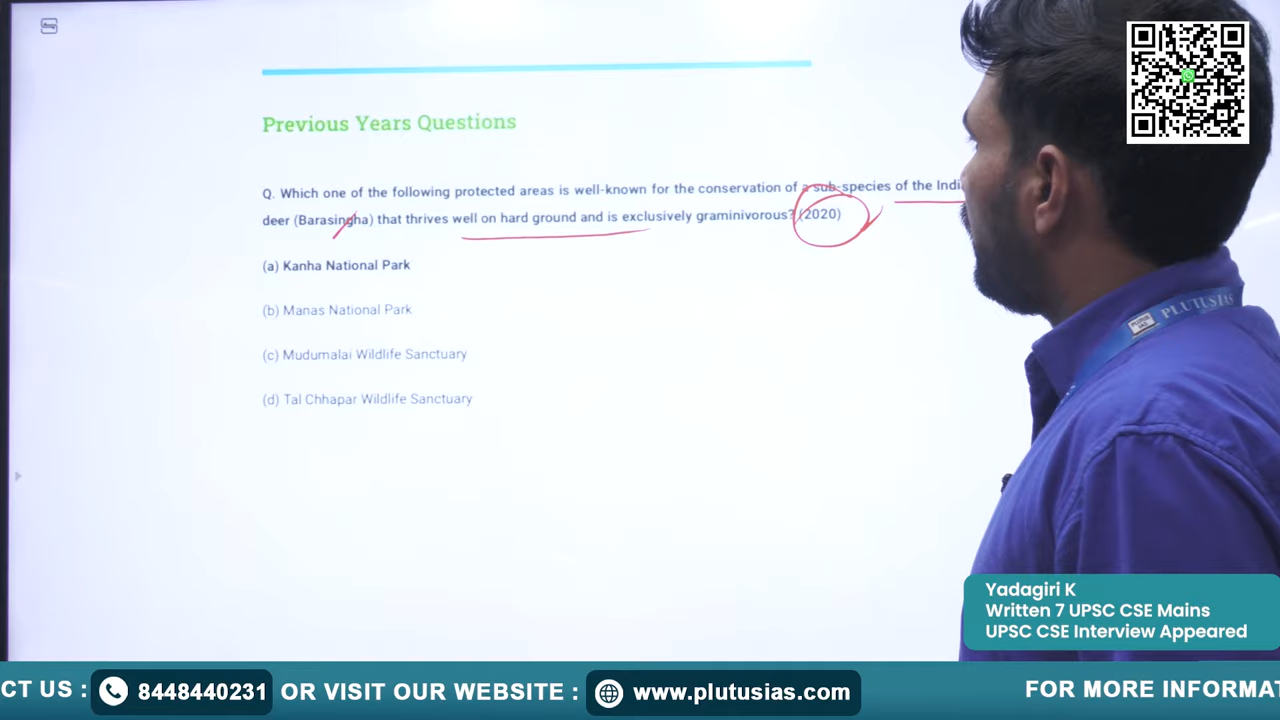 Previous Years Questions
Q. Which one of the following protected areas is well-known for the conservation of a sub-species of the Indi
deer (Barasingha) that thrives well on hard ground and is exclusively graminivorous? (2020)
(a) Kanha National Park
(b) Manas National Park
(c) Mudumalai Wildlife Sanctuary
(d) Tal Chhapar Wildlife Sanctuary
PLUTUSIAS
Yadagiri K
Written 7 UPSC CSE Mains
UPSC CSE Interview Appeared
CT US : 8448440231 OR VISIT OUR WEBSITE : www.plutusias.com FOR MORE INFORMAT